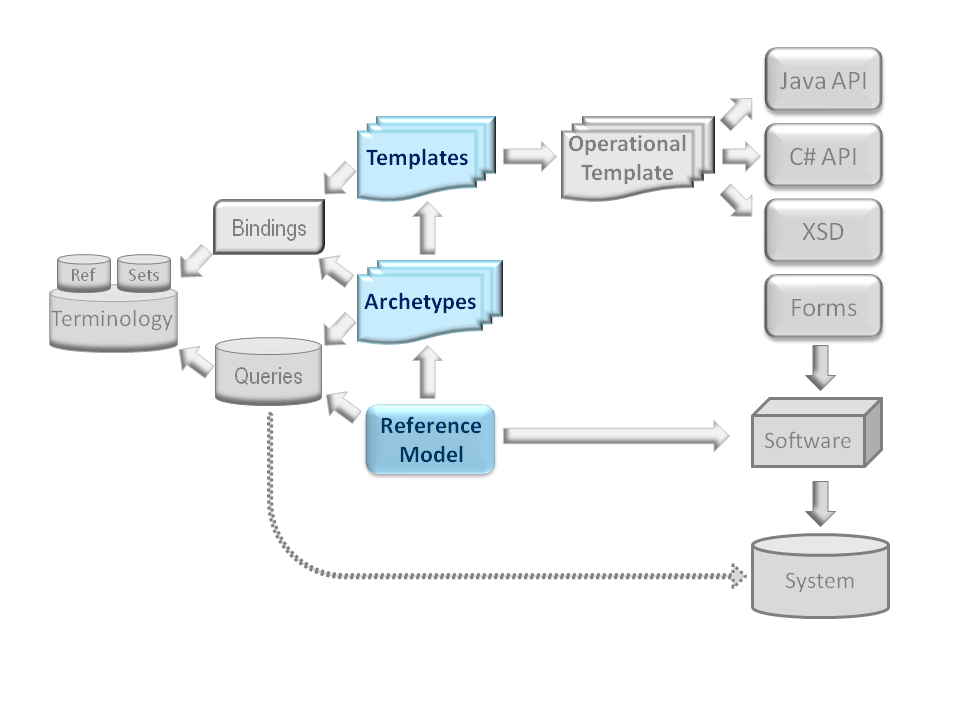 Java API
Templates
Operational
Template
C# API
Bindings
XSD
Ref
Sets
Terminology
Archetypes
Forms
Queries
Reference
Model
Software
System